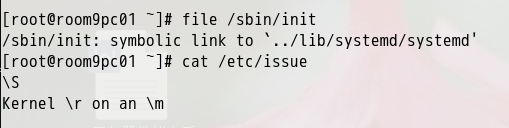 [root@room9pc01 ~]# file /sbin/init
/sbin/init: symbolic link to `../lib/systemd/systemd'
[root@room9pc01 ~]# cat /etc/issue
\S
Kernel \r on an \m